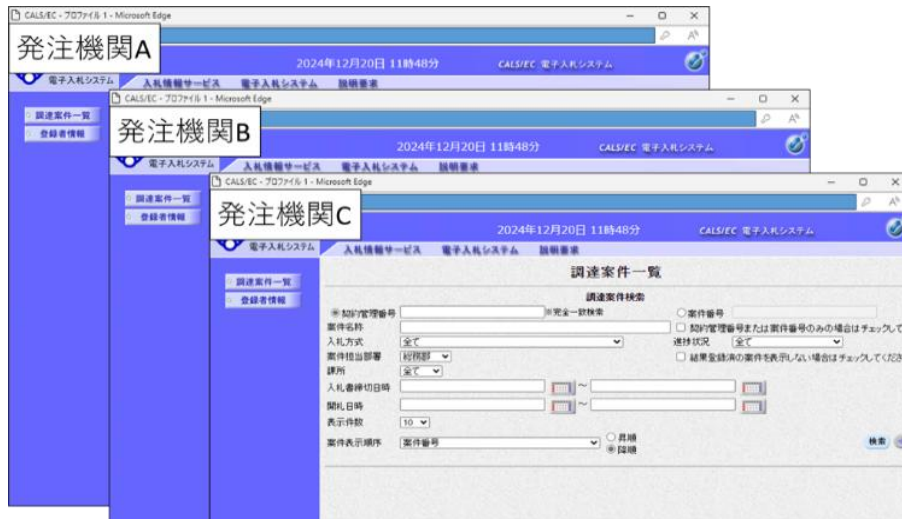 CALS/EC - プロファイル 1 - Microsoft Edge
発注機関A
2024年12月20日 11時48分
CALS/EC 電子入札システム
電子入札システム
入札情報サービス 電子入札システム 説明要求
調達案件一覧
登録者情報
CALS/EC - プロファイル 1 - Microsoft Edge
発注機関B
2024年12月20日 11時48分
CALS/EC 電子入札システム
電子入札システム
入札情報サービス 電子入札システム 説明要求
調達案件一覧
登録者情報
CALS/EC - プロファイル 1 - Microsoft Edge
発注機関C
2024年12月20日 11時48分
CALS/EC 電子入札システム
電子入札システム
入札情報サービス 電子入札システム 説明要求
調達案件一覧
登録者情報
調達案件一覧
調達案件検索
契約管理番号 ※完全一致検索 案件番号
案件名称 契約管理番号または案件番号のみの場合はチェックして
入札方式 全て 進捗状況 全て
案件担当部署 総務部 結果登録済の案件を表示しない場合はチェックしてくださ
課所 全て
入札書締切日時 ~
開札日時 ~
表示件数 10
案件表示順序 案件番号 昇順
降順
検索